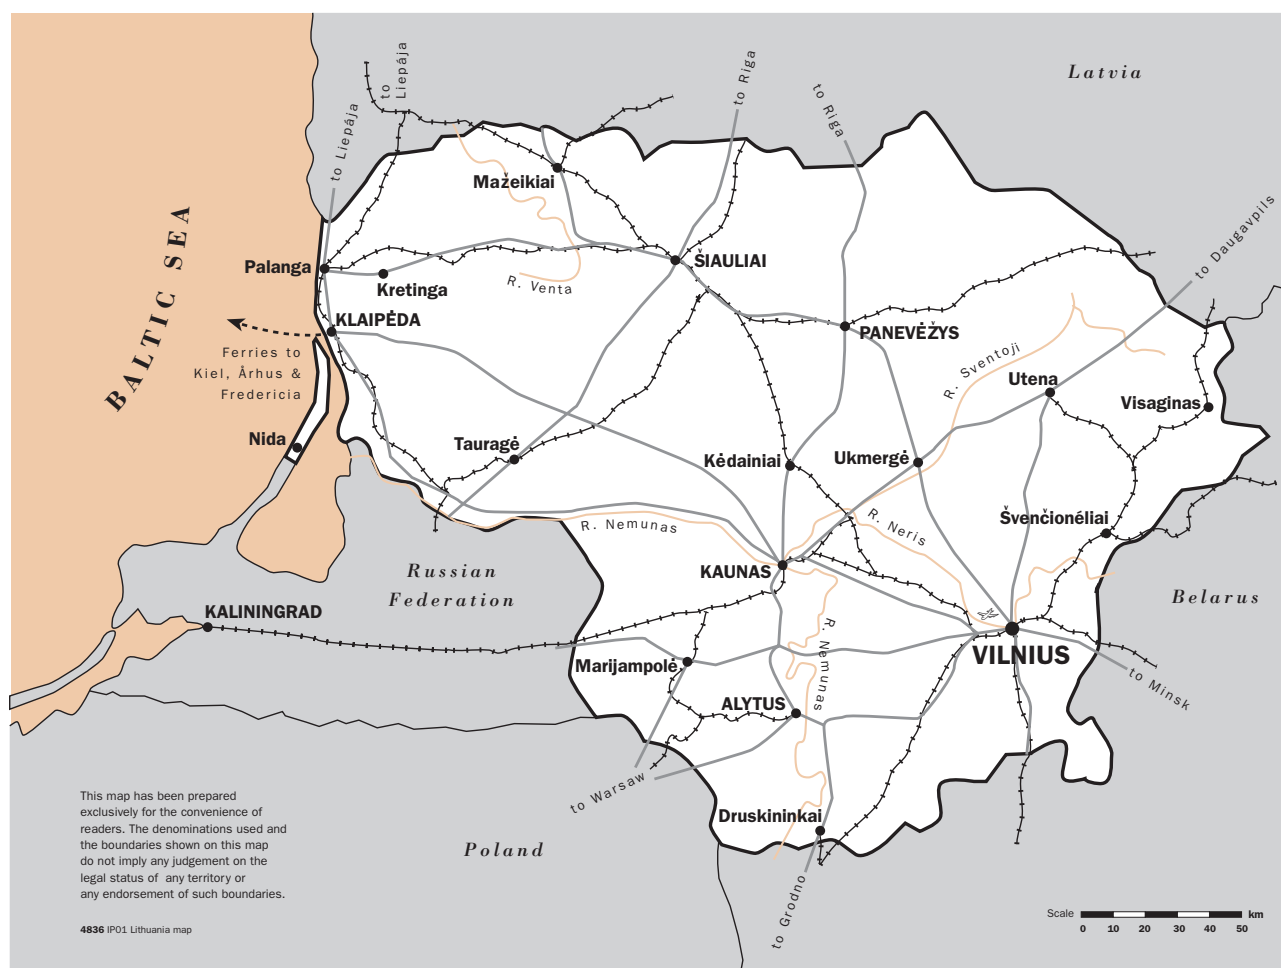 Latvia
to
Liepája
to Riga
to Riga
to Liepája
Mažeikiai
to Daugavpils
BALTIC SEA
Palanga
Kretinga
R. Venta
ŠIAULIAI
KLAIPĖDA
PANEVĖŽYS
Ferries to
Kiel, Århus &
Fredericia
R. Sventoji
Utena
Visaginas
Nida
Tauragė
Kėdainiai
Ukmergė
R. Nemunas
R. Neris
Švenčionéliai
KAUNAS
Russian
Federation
Belarus
KALININGRAD
R. Nemunas
VILNIUS
Marijampolė
to Minsk
ALYTUS
to Warsaw
Druskininkai
Poland
to Grodno
This map has been prepared
exclusively for the convenience of
readers. The denominations used and
the boundaries shown on this map
do not imply any judgement on the
legal status of any territory or
any endorsement of such boundaries.
4836 IP01 Lithuania map
Scale km
0 10 20 30 40 50